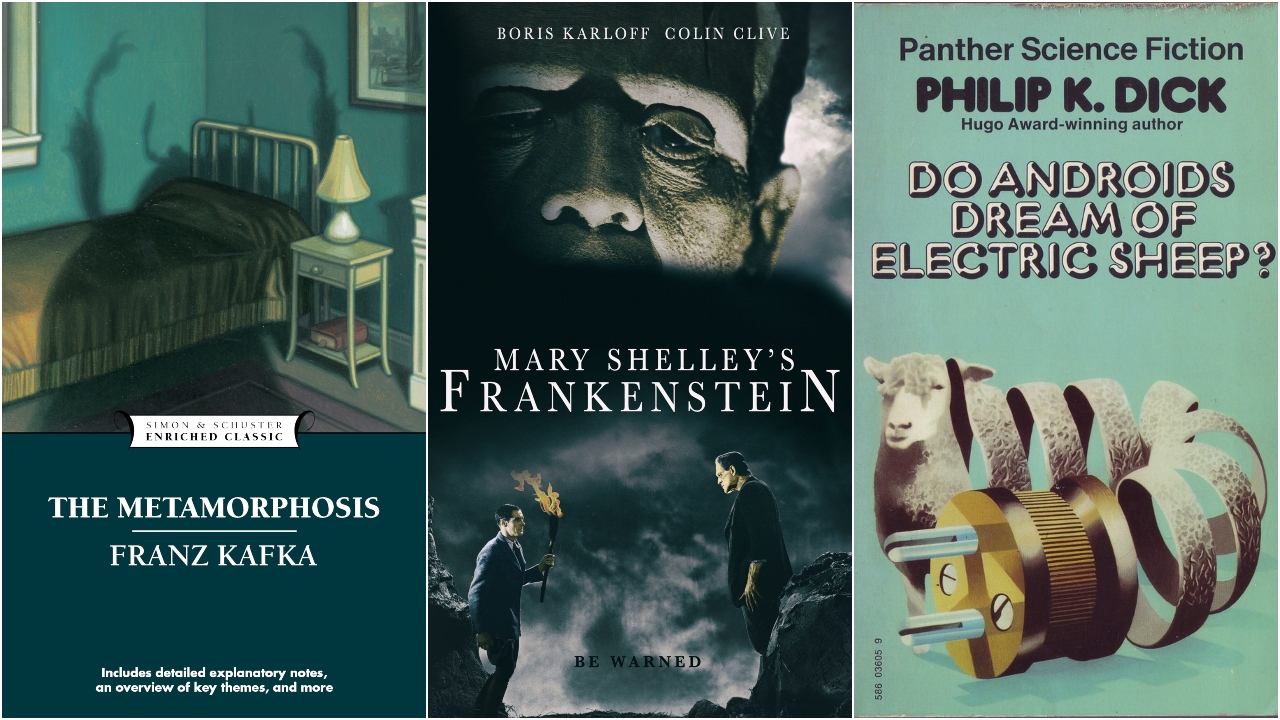 SIMON & SCHUSTER
ENRICHED CLASSIC
THE METAMORPHOSIS
FRANZ KAFKA
Includes detailed explanatory notes,
an overview of key themes, and more
BORIS KARLOFF COLIN CLIVE
MARY SHELLEY'S
FRANKENSTEIN
BE WARNED
Panther Science Fiction
PHILIP K. DICK
Hugo Award-winning author
DO ANDROIDS
DREAM OF
ELECTRIC SHEEP?
586 03605 9